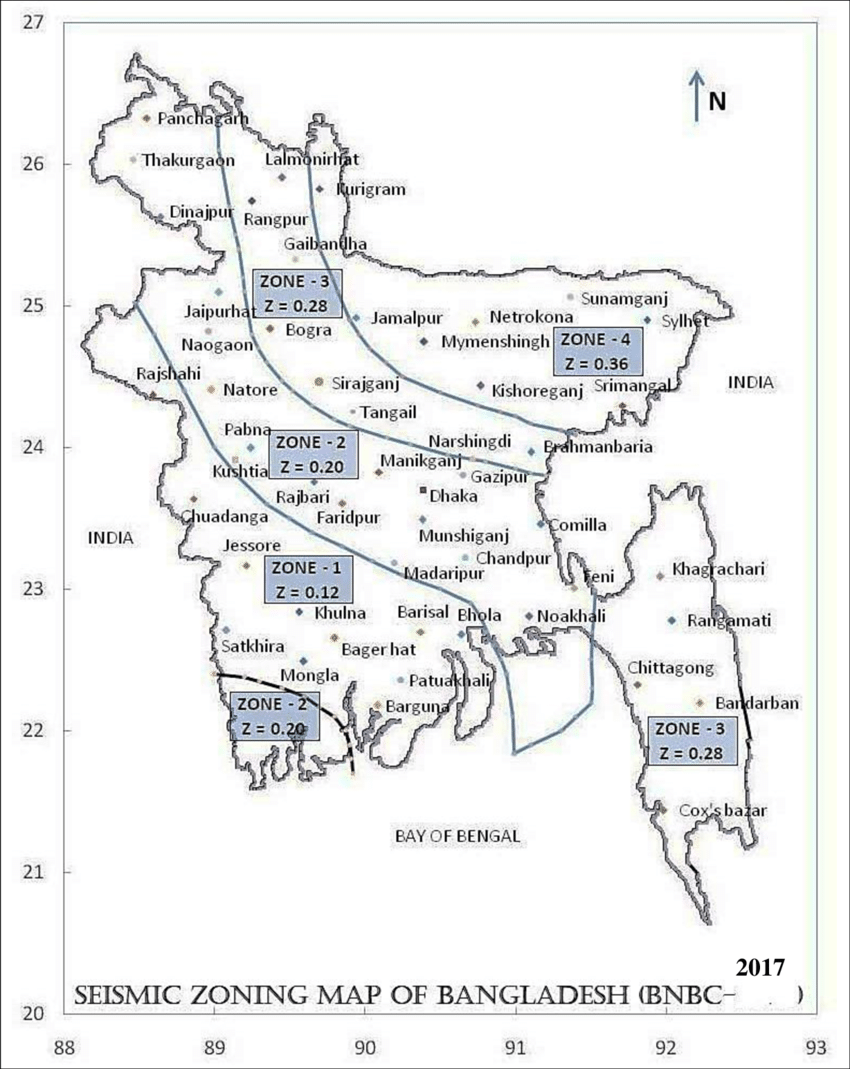 27
N
Panchagarh
26
Thakurgaon
Lalmonirhat
Kurigram
Dinajpur
Rangpur
Gaibandha
ZONE - 3
Z = 0.28
Sunamganj
25
Jaipurhat
Jamalpur
Netrokona
Sylhet
Bogra
Naogaon
Mymenshingh
ZONE - 4
Z = 0.36
Rajshahi
Natore
Sirajganj
Kishoreganj
Srimangal
INDIA
Tangail
24
Pabna
ZONE - 2
Z = 0.20
Narshingdi
Brahmanbaria
Kushtia
Manikganj
Gazipur
Rajbari
Dhaka
Chuadanga
Faridpur
Munshiganj
Comilla
INDIA
Jessore
Chandpur
23
ZONE - 1
Z = 0.12
Madaripur
Feni
Khagrachari
Khulna
Barisal
Bhola
Noakhali
Rangamati
Satkhira
Bagerhat
Mongla
Patuakhali
Chittagong
ZONE - 2
Z = 0.20
Barguna
Bandarban
22
ZONE - 3
Z = 0.28
Cox's bazar
BAY OF BENGAL
21
2017
SEISMIC ZONING MAP OF BANGLADESH (BNBC- )
20
88 89 90 91 92 93